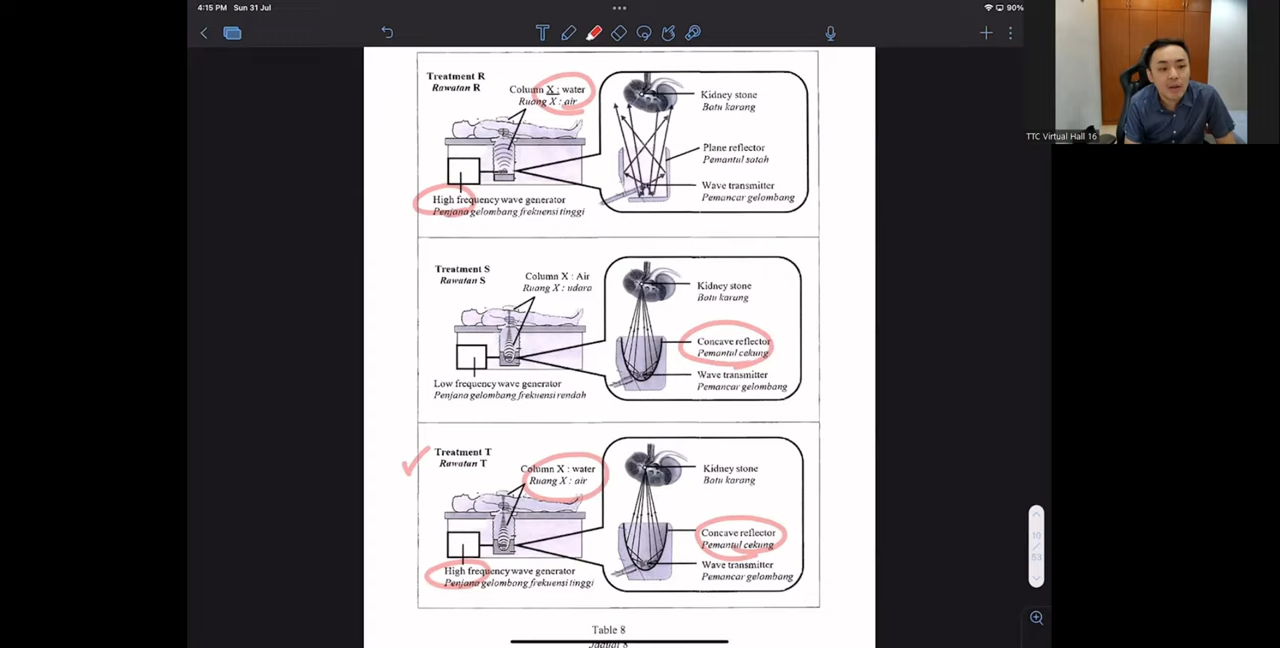 4:15 PM Sun 31 Jul
90%
TTC Virtual Hall 16
Treatment R
Rawatan R
Column X : water
Ruang X : air
Kidney stone
Batu karang
Plane reflector
Pemantul satah
Wave transmitter
Pemancar gelombang
High frequency wave generator
Penjana gelombang frekuensi tinggi
Treatment S
Rawatan S
Column X : Air
Ruang X : udara
Kidney stone
Batu karang
Concave reflector
Pemantul cekung
Wave transmitter
Pemancar gelombang
Low frequency wave generator
Penjana gelombang frekuensi rendah
Treatment T
Rawatan T
Column X : water
Ruang X : air
Kidney stone
Batu karang
Concave reflector
Pemantul cekung
Wave transmitter
Pemancar gelombang
High frequency wave generator
Penjana gelombang frekuensi tinggi
10
/
53
Table 8
Jadual 8